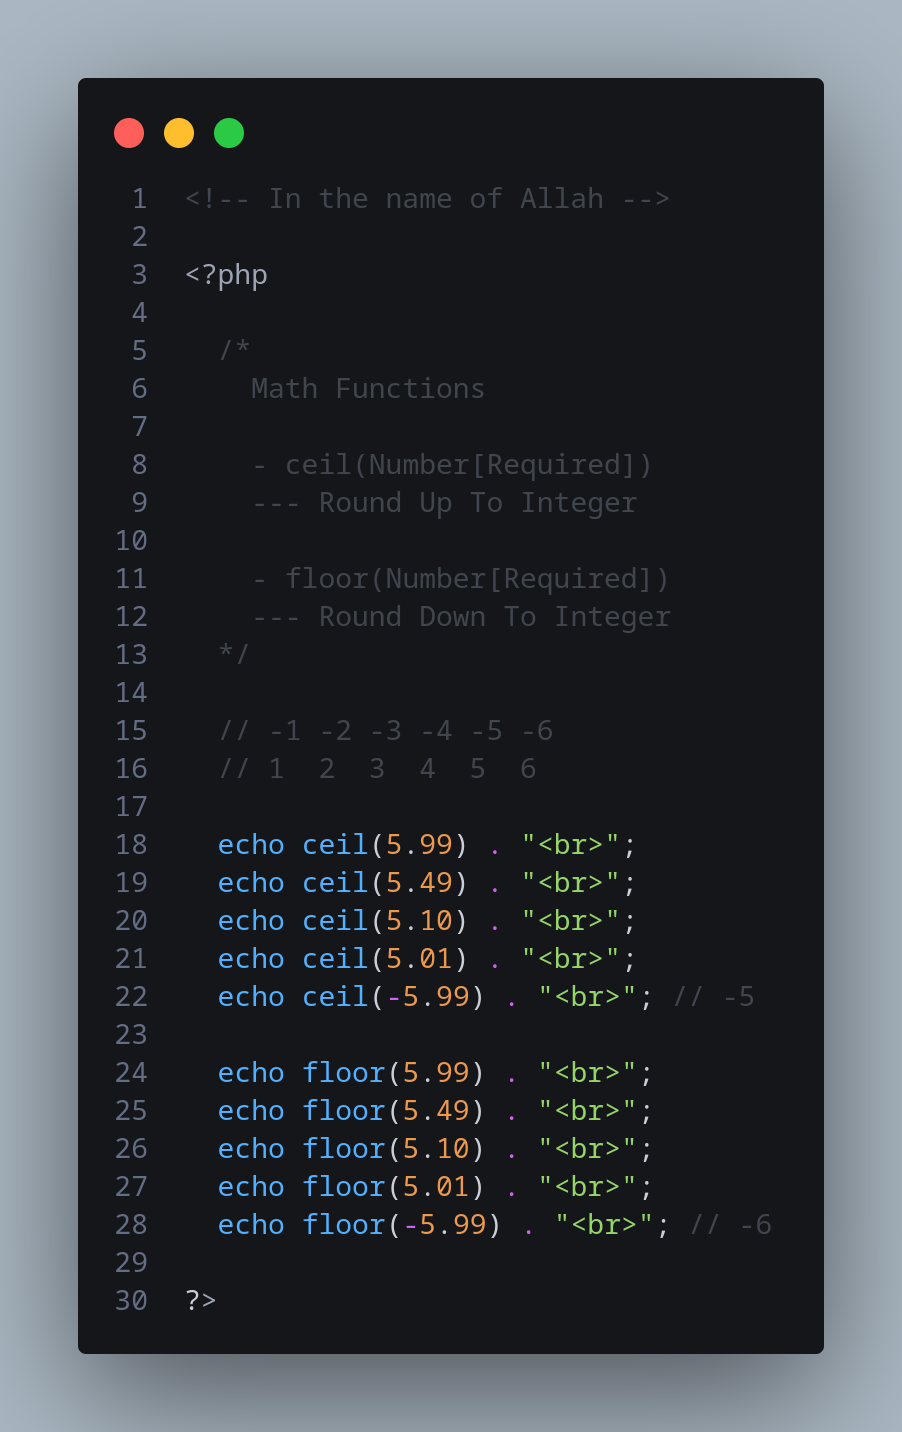 1 <!-- In the name of Allah -->
2
3 <?php
4
5   /*
6     Math Functions
7
8     - ceil(Number[Required])
9     --- Round Up To Integer
10
11     - floor(Number[Required])
12     --- Round Down To Integer
13   */
14
15   // -1 -2 -3 -4 -5 -6
16   // 1  2  3  4  5  6
17
18   echo ceil(5.99) . "<br>";
19   echo ceil(5.49) . "<br>";
20   echo ceil(5.10) . "<br>";
21   echo ceil(5.01) . "<br>";
22   echo ceil(-5.99) . "<br>"; // -5
23
24   echo floor(5.99) . "<br>";
25   echo floor(5.49) . "<br>";
26   echo floor(5.10) . "<br>";
27   echo floor(5.01) . "<br>";
28   echo floor(-5.99) . "<br>"; // -6
29
30 ?>